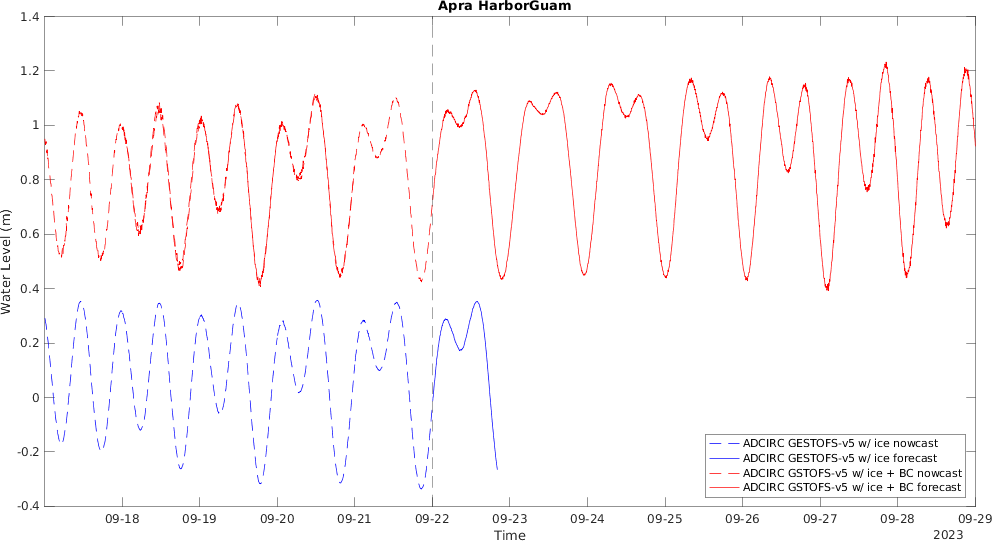 Apra HarborGuam
1.4
1.2
1
0.8
0.6
0.4
0.2
0
-0.2
-0.4
Water Level (m)
ADCIRC GESTOFS-v5 w/ ice nowcast
ADCIRC GESTOFS-v5 w/ ice forecast
ADCIRC GSTOFS-v5 w/ ice + BC nowcast
ADCIRC GSTOFS-v5 w/ ice + BC forecast
09-18 09-19 09-20 09-21 09-22 09-23 09-24 09-25 09-26 09-27 09-28 09-29
Time
2023